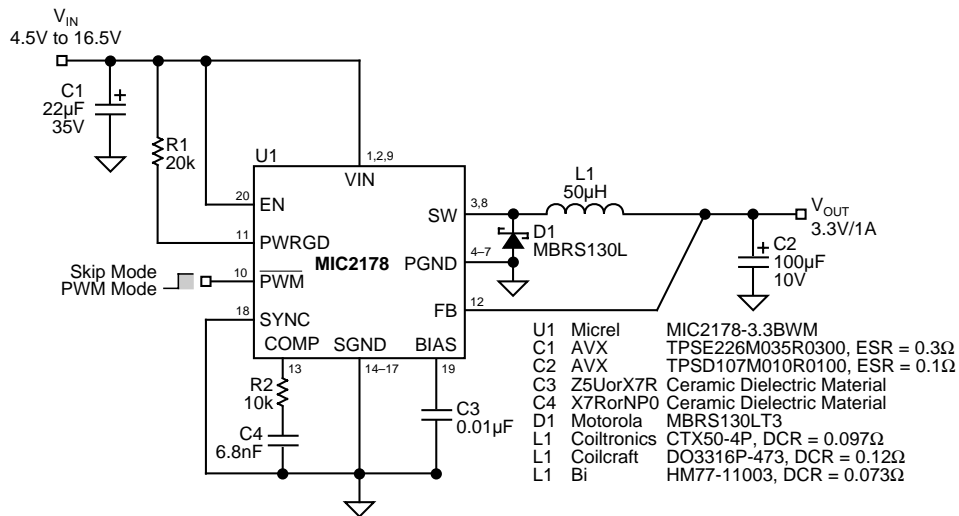 VIN
4.5V to 16.5V
C1
22µF
35V
R1
20k
U1
1,2,9
VIN
20
EN
11
PWRGD
MIC2178
Skip Mode
PWM Mode
10
PWM
18
SYNC
COMP
SGND
BIAS
SW
3,8
PGND
4–7
FB
12
L1
50µH
D1
MBRS130L
VOUT
3.3V/1A
C2
100µF
10V
13
14–17
19
R2
10k
C4
6.8nF
C3
0.01µF
U1 Micrel MIC2178-3.3BWM
C1 AVX TPSE226M035R0300, ESR = 0.3Ω
C2 AVX TPSD107M010R0100, ESR = 0.1Ω
C3 Z5UorX7R Ceramic Dielectric Material
C4 X7RorNP0 Ceramic Dielectric Material
D1 Motorola MBRS130LT3
L1 Coiltronics CTX50-4P, DCR = 0.097Ω
L1 Coilcraft DO3316P-473, DCR = 0.12Ω
L1 Bi HM77-11003, DCR = 0.073Ω